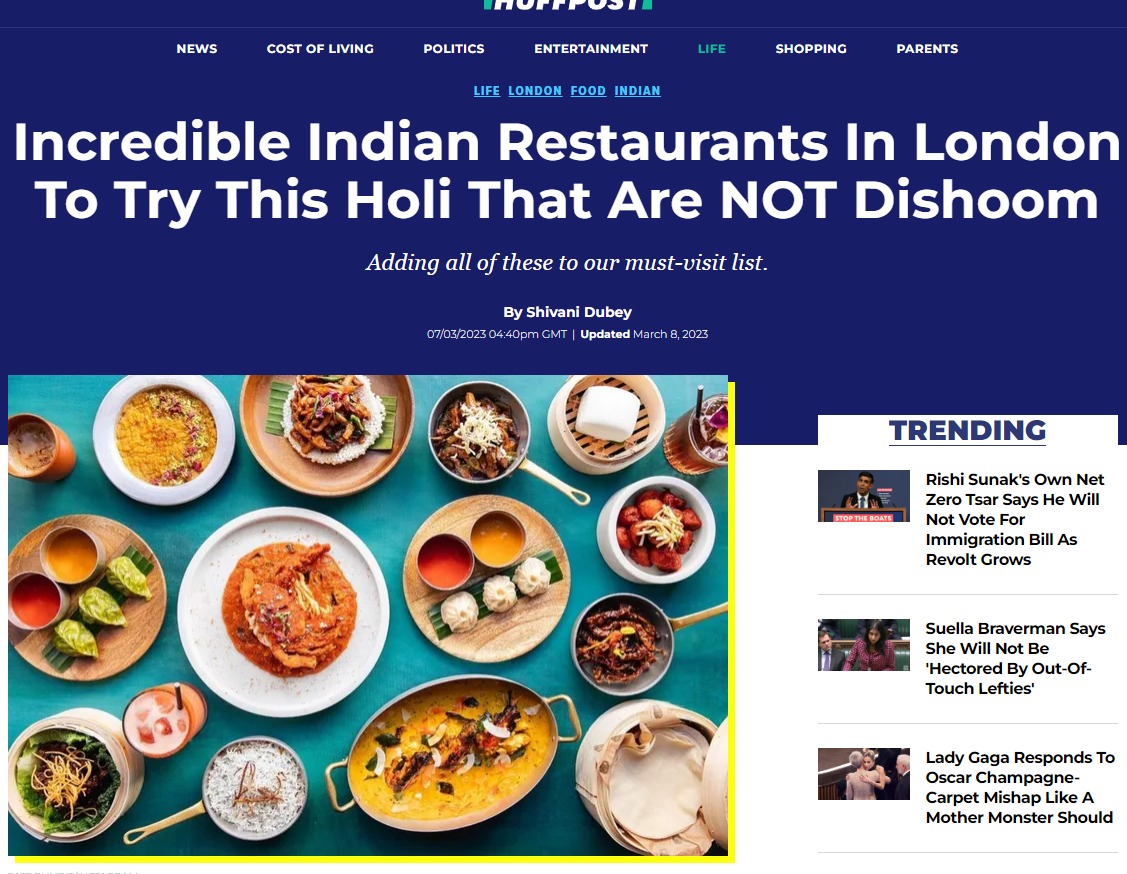 HUFFPOST
NEWS COST OF LIVING POLITICS ENTERTAINMENT LIFE SHOPPING PARENTS
LIFE LONDON FOOD INDIAN
Incredible Indian Restaurants In London
To Try This Holi That Are NOT Dishoom
Adding all of these to our must-visit list.
By Shivani Dubey
07/03/2023 04:40pm GMT | Updated March 8, 2023
TRENDING
STOP THE BOATS
Rishi Sunak's Own Net
Zero Tsar Says He Will
Not Vote For
Immigration Bill As
Revolt Grows
Suella Braverman Says
She Will Not Be
'Hectored By Out-Of-
Touch Lefties'
Lady Gaga Responds To
Oscar Champagne-
Carpet Mishap Like A
Mother Monster Should